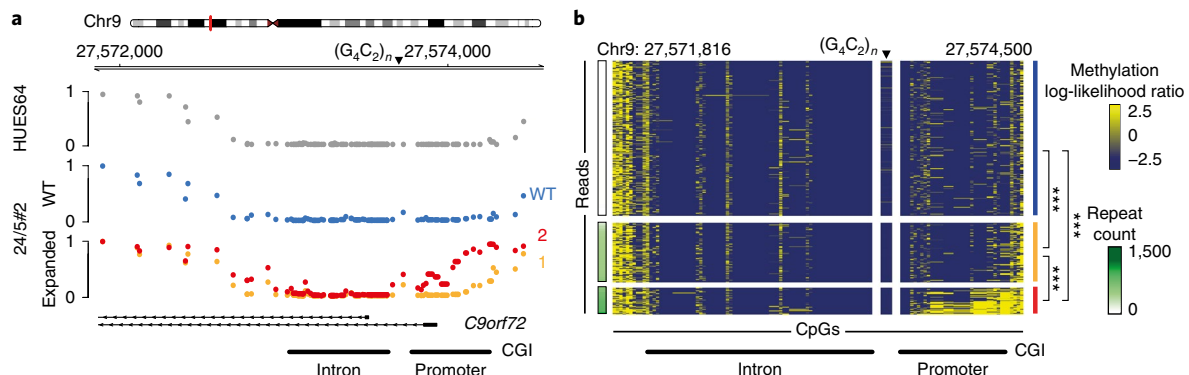 a
Chr9
27,572,000
(G₄C₂)ₙ
27,574,000
HUES64
1
0
24/5#2
WT
1
0
WT
Expanded
1
0
2
1
C9orf72
CGI
Intron
Promoter
b
Chr9: 27,571,816
(G₄C₂)ₙ
27,574,500
Reads
***
***
***
CpGs
CGI
Intron
Promoter
Methylation
log-likelihood ratio
2.5
0
−2.5
Repeat
count
1,500
0